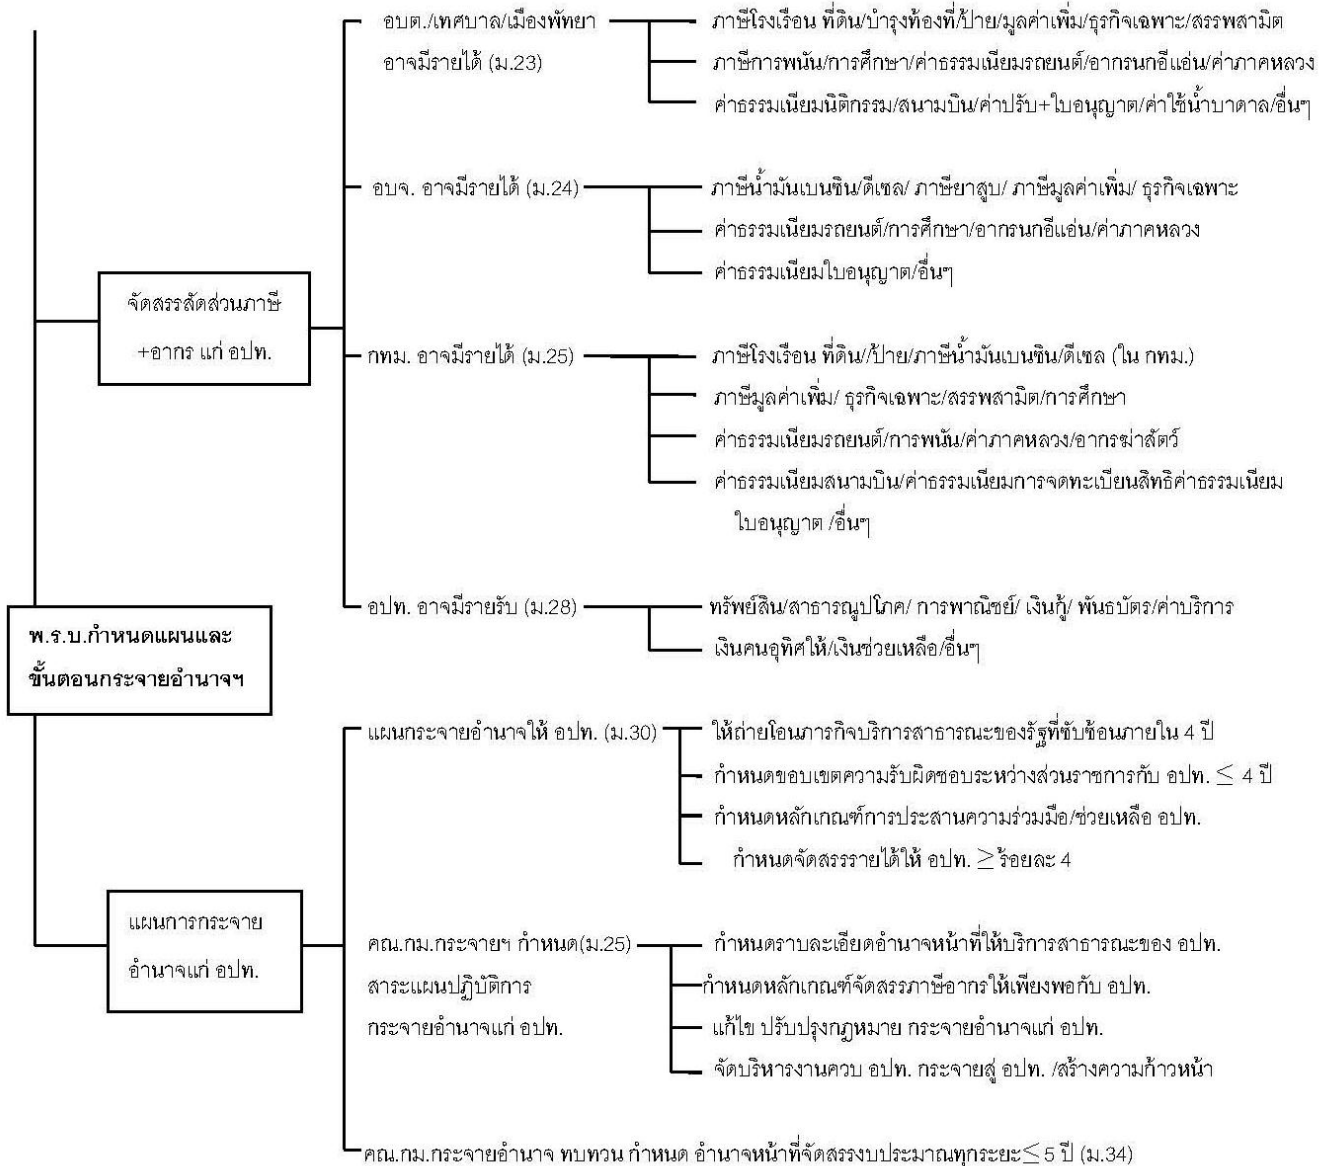 อบต./เทศบาล/เมืองพัทยา
อาจมีรายได้ (ม.23)
ภาษีโรงเรือน ที่ดิน/บำรุงท้องที่/ป้าย/มูลค่าเพิ่ม/ธุรกิจเฉพาะ/สรรพสามิต
ภาษีการพนัน/การศึกษา/ค่าธรรมเนียมรถยนต์/อากรนกอีแอ่น/ค่าภาคหลวง
ค่าธรรมเนียมนิติกรรม/สนามบิน/ค่าปรับ+ใบอนุญาต/ค่าใช้น้ำบาดาล/อื่นๆ
อบจ. อาจมีรายได้ (ม.24)
ภาษีน้ำมันเบนซิน/ดีเซล/ ภาษียาสูบ/ ภาษีมูลค่าเพิ่ม/ ธุรกิจเฉพาะ
ค่าธรรมเนียมรถยนต์/การศึกษา/อากรนกอีแอ่น/ค่าภาคหลวง
ค่าธรรมเนียมใบอนุญาต/อื่นๆ
จัดสรรสัดส่วนภาษี
+อากร แก่ อปท.
กทม. อาจมีรายได้ (ม.25)
ภาษีโรงเรือน ที่ดิน//ป้าย/ภาษีน้ำมันเบนซิน/ดีเซล (ใน กทม.)
ภาษีมูลค่าเพิ่ม/ ธุรกิจเฉพาะ/สรรพสามิต/การศึกษา
ค่าธรรมเนียมรถยนต์/การพนัน/ค่าภาคหลวง/อากรฆ่าสัตว์
ค่าธรรมเนียมสนามบิน/ค่าธรรมเนียมการจดทะเบียนสิทธิค่าธรรมเนียม
ใบอนุญาต /อื่นๆ
อปท. อาจมีรายรับ (ม.28)
ทรัพย์สิน/สาธารณูปโภค/ การพาณิชย์/ เงินกู้/ พันธบัตร/ค่าบริการ
เงินคนอุทิศให้/เงินช่วยเหลือ/อื่นๆ
พ.ร.บ.กำหนดแผนและ
ขั้นตอนกระจายอำนาจฯ
แผนกระจายอำนาจให้ อปท. (ม.30)
ให้ถ่ายโอนภารกิจบริการสาธารณะของรัฐที่ซับซ้อนภายใน 4 ปี
กำหนดขอบเขตความรับผิดชอบระหว่างส่วนราชการกับ อปท. ≤ 4 ปี
กำหนดหลักเกณฑ์การประสานความร่วมมือ/ช่วยเหลือ อปท.
กำหนดจัดสรรรายได้ให้ อปท. ≥ ร้อยละ 4
แผนการกระจาย
อำนาจแก่ อปท.
คณ.กม.กระจายฯ กำหนด(ม.25)
สาระแผนปฏิบัติการ
กระจายอำนาจแก่ อปท.
กำหนดราบละเอียดอำนาจหน้าที่ให้บริการสาธารณะของ อปท.
กำหนดหลักเกณฑ์จัดสรรภาษีอากรให้เพียงพอกับ อปท.
แก้ไข ปรับปรุงกฎหมาย กระจายอำนาจแก่ อปท.
จัดบริหารงานควบ อปท. กระจายสู่ อปท. /สร้างความก้าวหน้า
คณ.กม.กระจายอำนาจ ทบทวน กำหนด อำนาจหน้าที่จัดสรรงบประมาณทุกระยะ≤ 5 ปี (ม.34)